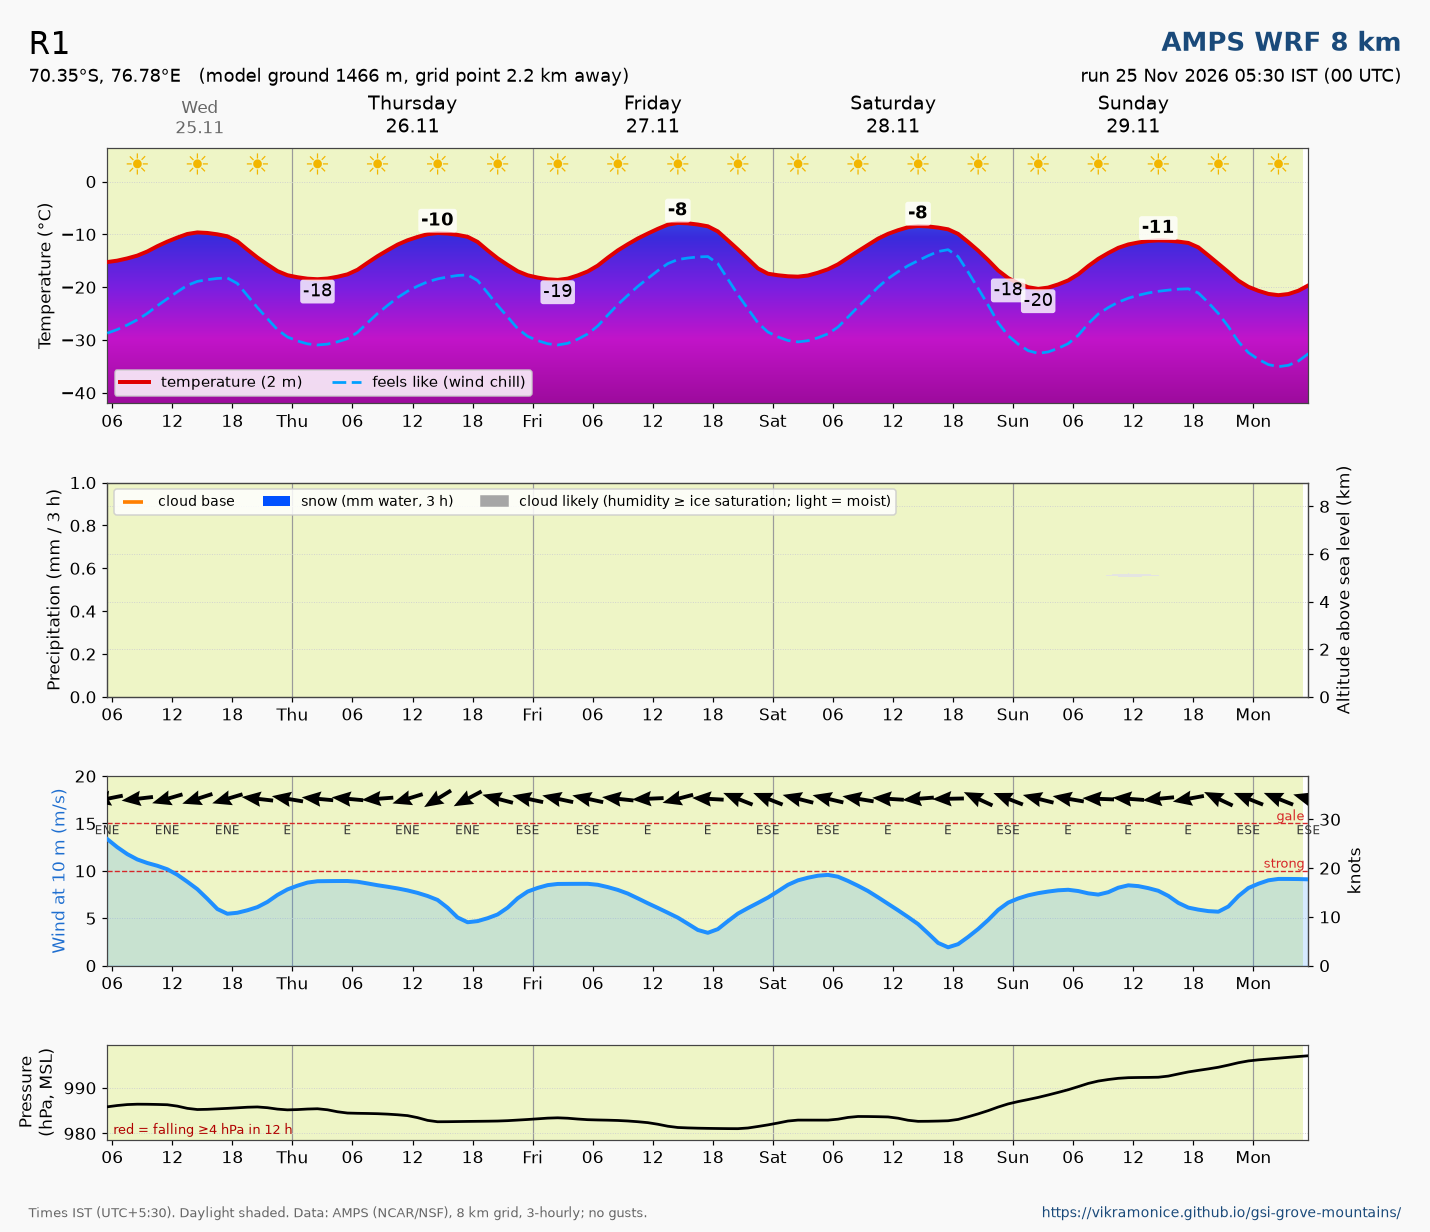 R1
AMPS WRF 8 km
70.35°S, 76.78°E (model ground 1466 m, grid point 2.2 km away)
run 25 Nov 2026 05:30 IST (00 UTC)
Wed Thursday Friday Saturday Sunday
25.11 26.11 27.11 28.11 29.11
Temperature (°C)
0
−10
−20
−30
−40
-10 -8 -8 -11
-18 -19 -18 -20
temperature (2 m) feels like (wind chill)
06 12 18 Thu 06 12 18 Fri 06 12 18 Sat 06 12 18 Sun 06 12 18 Mon
Precipitation (mm / 3 h)
1.0
0.8
0.6
0.4
0.2
0.0
cloud base snow (mm water, 3 h) cloud likely (humidity ≥ ice saturation; light = moist)
8
6
4
2
0
Altitude above sea level (km)
06 12 18 Thu 06 12 18 Fri 06 12 18 Sat 06 12 18 Sun 06 12 18 Mon
Wind at 10 m (m/s)
20
15
10
5
0
gale
ENE ENE ENE E E ENE ENE ESE ESE E E ESE ESE E E ESE E E E ESE ESE
strong
30
20
10
0
knots
06 12 18 Thu 06 12 18 Fri 06 12 18 Sat 06 12 18 Sun 06 12 18 Mon
Pressure
(hPa, MSL)
990
980
red = falling ≥4 hPa in 12 h
06 12 18 Thu 06 12 18 Fri 06 12 18 Sat 06 12 18 Sun 06 12 18 Mon
Times IST (UTC+5:30). Daylight shaded. Data: AMPS (NCAR/NSF), 8 km grid, 3-hourly; no gusts.
https://vikramonice.github.io/gsi-grove-mountains/